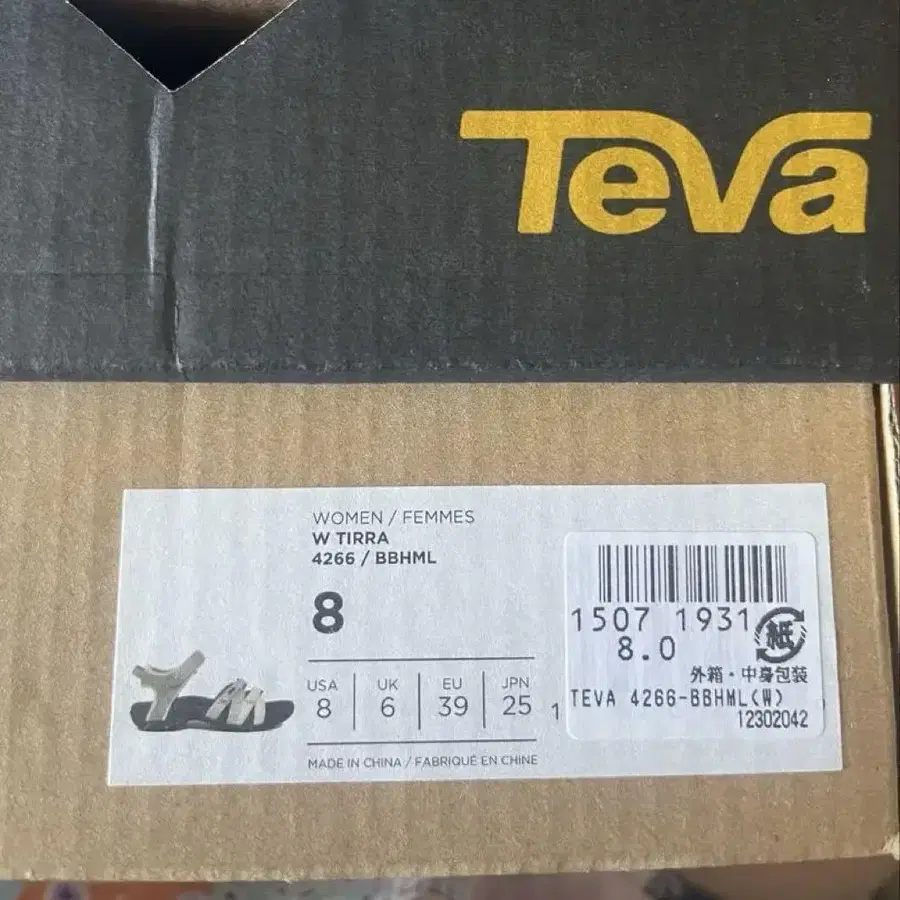 Teva
WOMEN / FEMMES
W TIRRA
4266 / BBHML
8
USA UK EU JPN
8 6 39 25 1
MADE IN CHINA / FABRIQUÉ EN CHINE
1507 1931
8.0
紙
外箱・中身包装
TEVA 4266-BBHML(W)
12302042